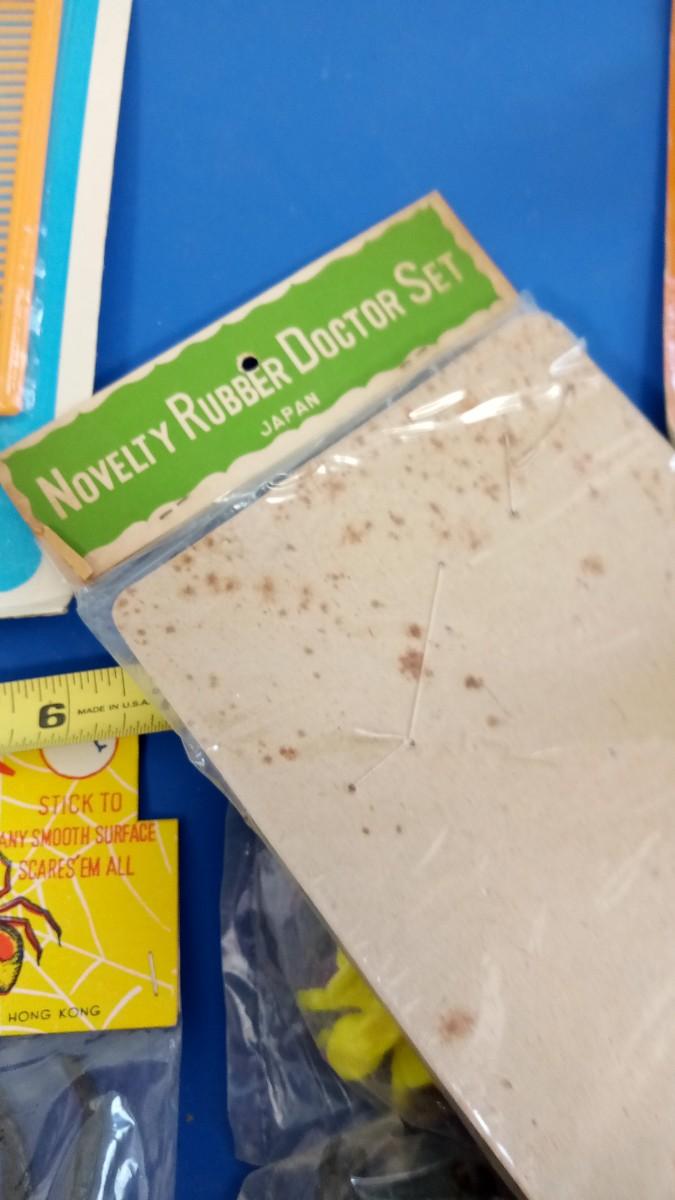 NOVELTY RUBBER DOCTOR SET
JAPAN
6 MADE IN U.S.A.
STICK TO
ANY SMOOTH SURFACE
SCARES 'EM ALL
HONG KONG